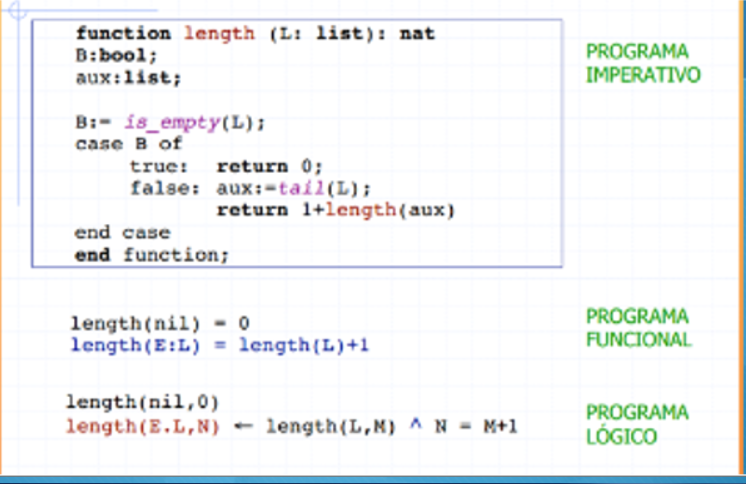 function length (L: list): nat
B:bool;
aux:list;
B:= is_empty(L);
case B of
true: return 0;
false: aux:=tail(L);
return 1+length(aux)
end case
end function;
PROGRAMA
IMPERATIVO
length(nil) = 0
length(E:L) = length(L)+1
PROGRAMA
FUNCIONAL
length(nil,0)
length(E.L,N) ← length(L,M) ^ N = M+1
PROGRAMA
LÓGICO